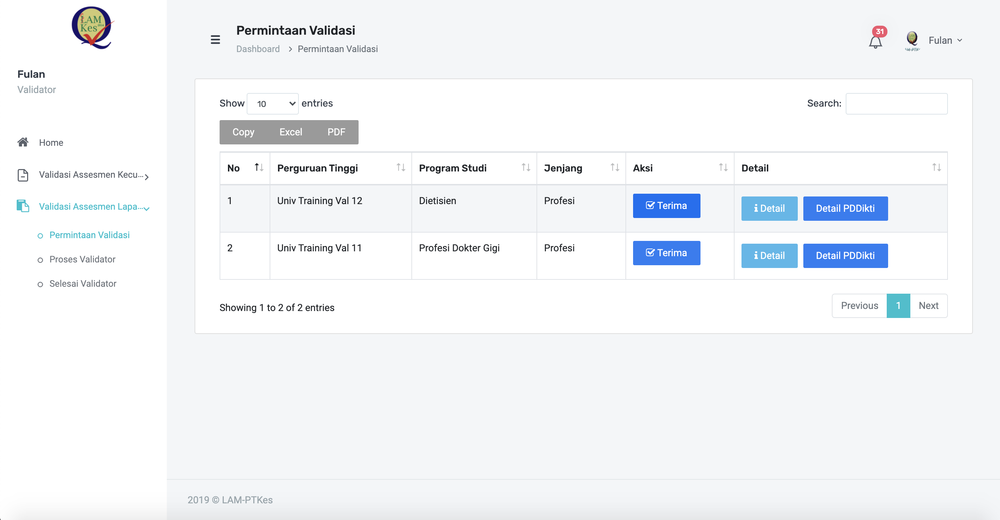 LAM
Kes 2014
Fulan
Validator
Home
Validasi Assesmen Kecu...
Validasi Assesmen Lapa...
Permintaan Validasi
Proses Validator
Selesai Validator
Permintaan Validasi
Dashboard > Permintaan Validasi
31
Fulan
Show 10 entries
Search:
Copy Excel PDF
No Perguruan Tinggi Program Studi Jenjang Aksi Detail
1 Univ Training Val 12 Dietisien Profesi Terima Detail Detail PDDikti
2 Univ Training Val 11 Profesi Dokter Gigi Profesi Terima Detail Detail PDDikti
Showing 1 to 2 of 2 entries
Previous 1 Next
2019 © LAM-PTKes